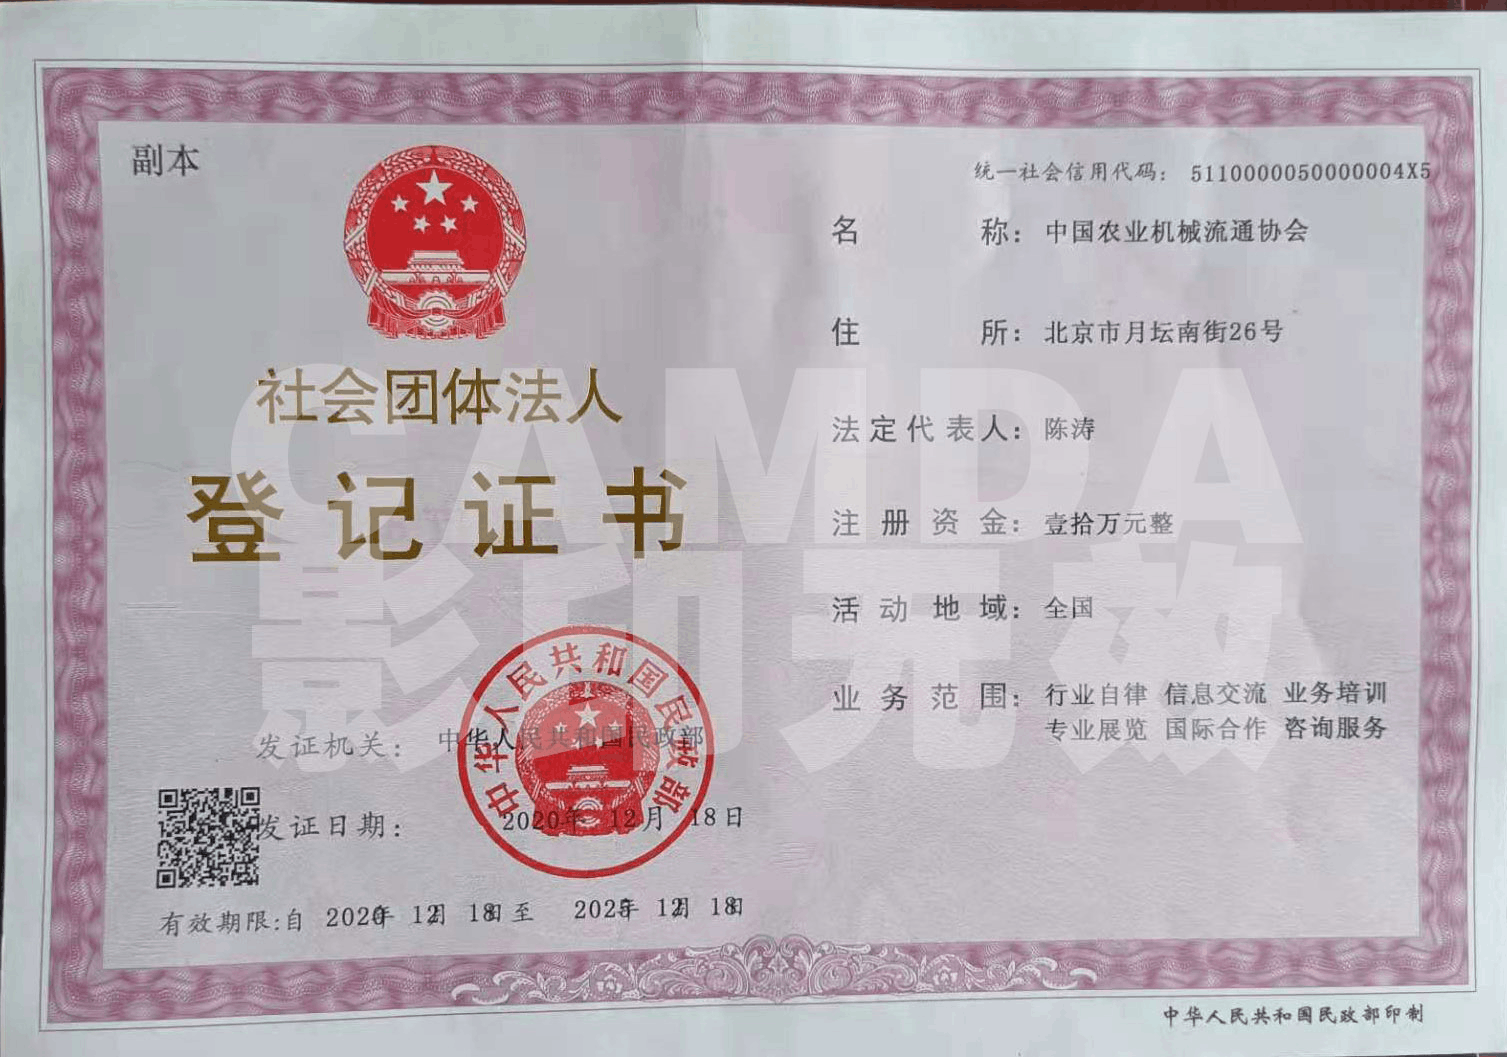 副本
社会团体法人
登记证书
发证机关：中华人民共和国民政部
中华人民共和国民政部
发证日期：2020年 12月 18日
有效期限:自 2020年 12月 18日至 2025年 12月 18日
统一社会信用代码：5110000050000004X5
名 称：中国农业机械流通协会
住 所：北京市月坛南街26号
法定代表人：陈涛
注册资金：壹拾万元整
活动地域：全国
业务范围：行业自律 信息交流 业务培训
专业展览 国际合作 咨询服务
中华人民共和国民政部印制
CAMDA
影印无效